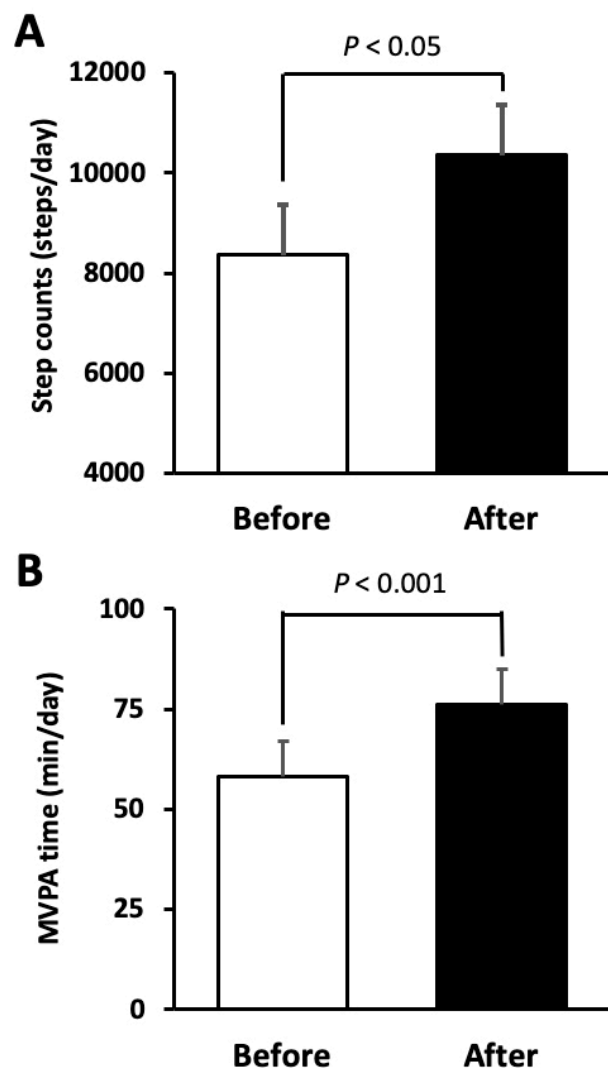 A
P < 0.05
12000
10000
8000
6000
4000
Step counts (steps/day)
Before After
B
P < 0.001
100
75
50
25
0
MVPA time (min/day)
Before After